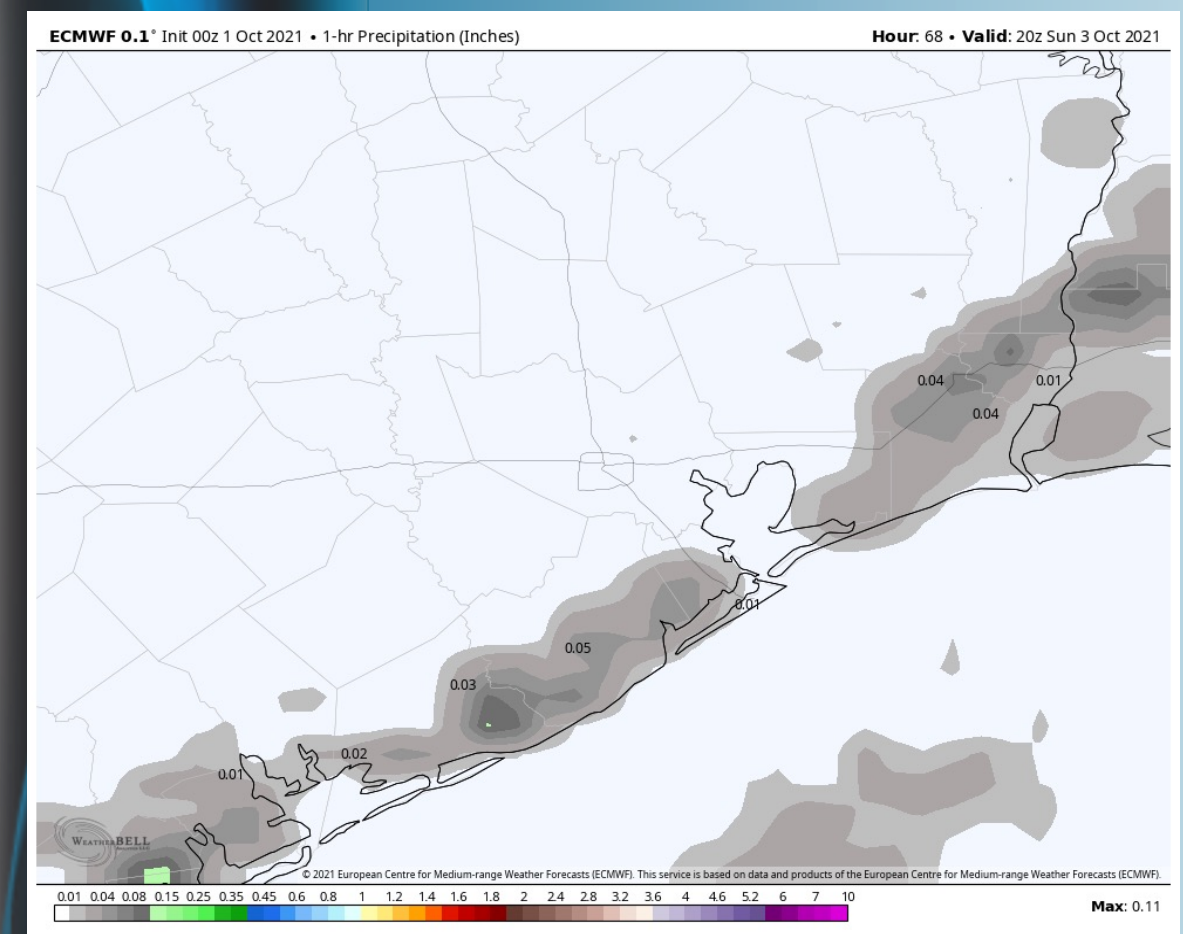 ECMWF 0.1° Init 00z 1 Oct 2021 • 1-hr Precipitation (Inches)
Hour: 68 • Valid: 20z Sun 3 Oct 2021
0.04
0.01
0.04
0.01
0.05
0.03
0.02
0.01
WEATHERBELL
© 2021 European Centre for Medium-range Weather Forecasts (ECMWF). This service is based on data and products of the European Centre for Medium-range Weather Forecasts (ECMWF).
0.01 0.04 0.08 0.15 0.25 0.35 0.45 0.6 0.8 1 1.2 1.4 1.6 1.8 2 2.4 2.8 3.2 3.6 4 4.6 5.2 6 7 10
Max: 0.11